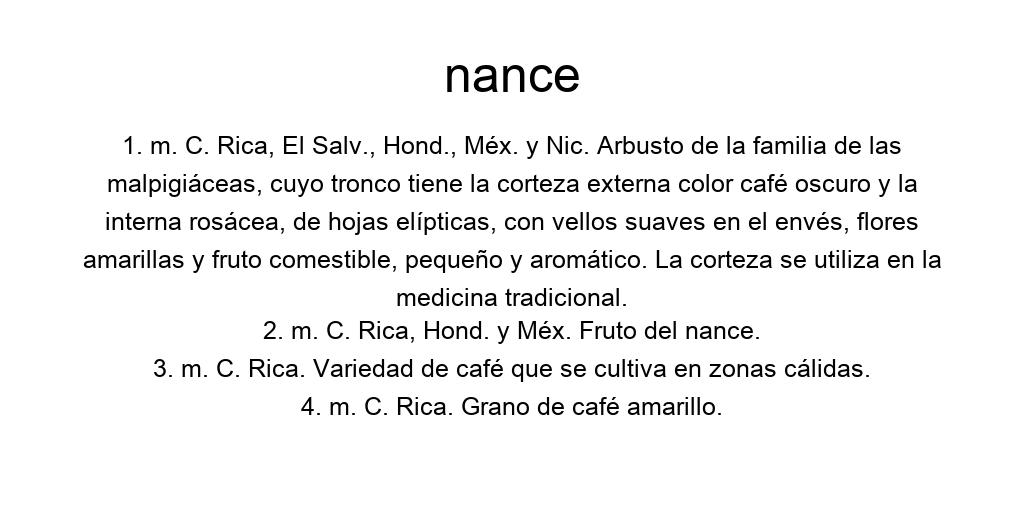 nance
1. m. C. Rica, El Salv., Hond., Méx. y Nic. Arbusto de la familia de las
malpigiáceas, cuyo tronco tiene la corteza externa color café oscuro y la
interna rosácea, de hojas elípticas, con vellos suaves en el envés, flores
amarillas y fruto comestible, pequeño y aromático. La corteza se utiliza en la
medicina tradicional.
2. m. C. Rica, Hond. y Méx. Fruto del nance.
3. m. C. Rica. Variedad de café que se cultiva en zonas cálidas.
4. m. C. Rica. Grano de café amarillo.